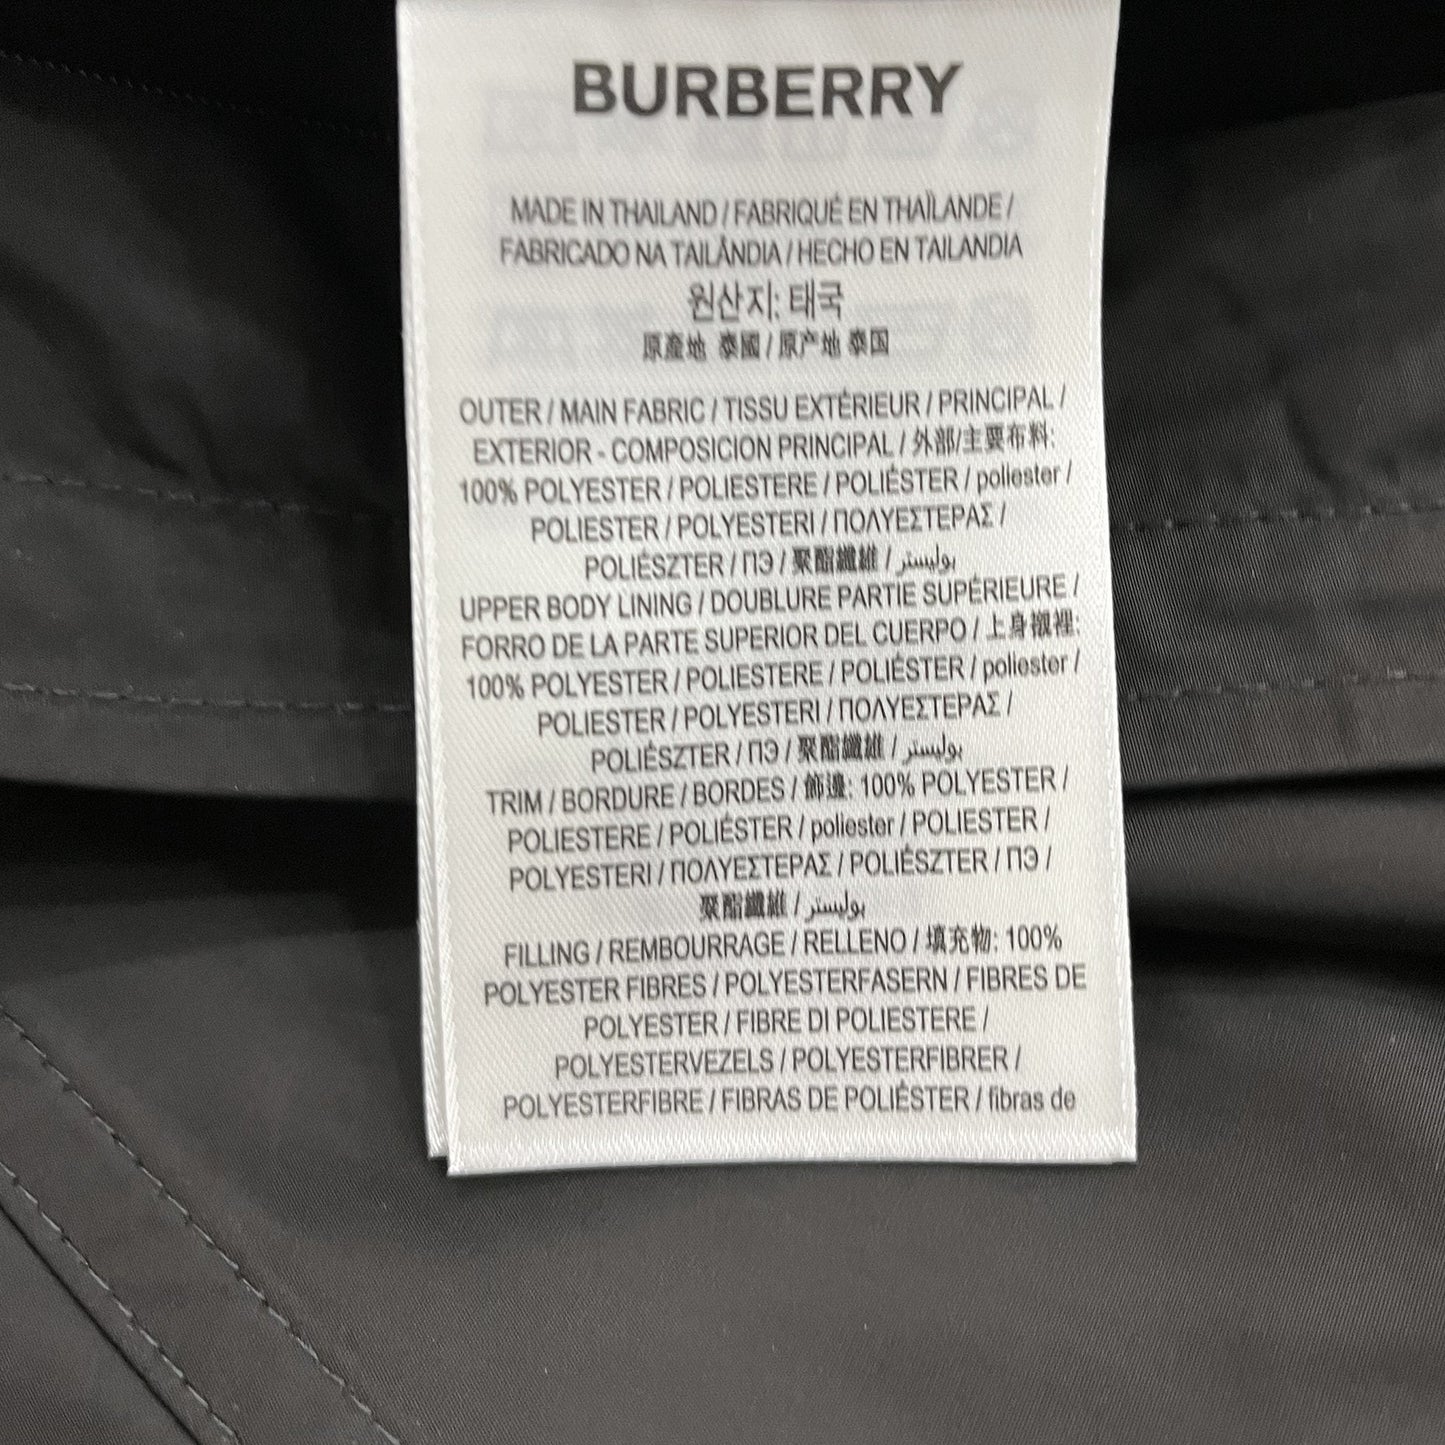 BURBERRY
MADE IN THAILAND / FABRIQUÉ EN THAÏLANDE /
FABRICADO NA TAILÂNDIA / HECHO EN TAILANDIA
원산지: 태국
原產地 泰國 / 原产地 泰国
OUTER / MAIN FABRIC / TISSU EXTÉRIEUR / PRINCIPAL /
EXTERIOR - COMPOSICION PRINCIPAL / 外部/主要布料:
100% POLYESTER / POLIESTERE / POLIÉSTER / poliester /
POLIESTER / POLYESTERI / ΠΟΛΥΕΣΤΕΡΑΣ /
POLIÉSZTER / ПЭ / 聚酯纖維 / بوليستر
UPPER BODY LINING / DOUBLURE PARTIE SUPÉRIEURE /
FORRO DE LA PARTE SUPERIOR DEL CUERPO / 上身襯裡:
100% POLYESTER / POLIESTERE / POLIÉSTER / poliester /
POLIESTER / POLYESTERI / ΠΟΛΥΕΣΤΕΡΑΣ /
POLIÉSZTER / ПЭ / 聚酯纖維 / بوليستر
TRIM / BORDURE / BORDES / 飾邊: 100% POLYESTER /
POLIESTERE / POLIÉSTER / poliester / POLIESTER /
POLYESTERI / ΠΟΛΥΕΣΤΕΡΑΣ / POLIÉSZTER / ПЭ /
聚酯纖維 / بوليستر
FILLING / REMBOURRAGE / RELLENO / 填充物: 100%
POLYESTER FIBRES / POLYESTERFASERN / FIBRES DE
POLYESTER / FIBRE DI POLIESTERE /
POLYESTERVEZELS / POLYESTERFIBRER /
POLYESTERFIBRE / FIBRAS DE POLIÉSTER / fibras de